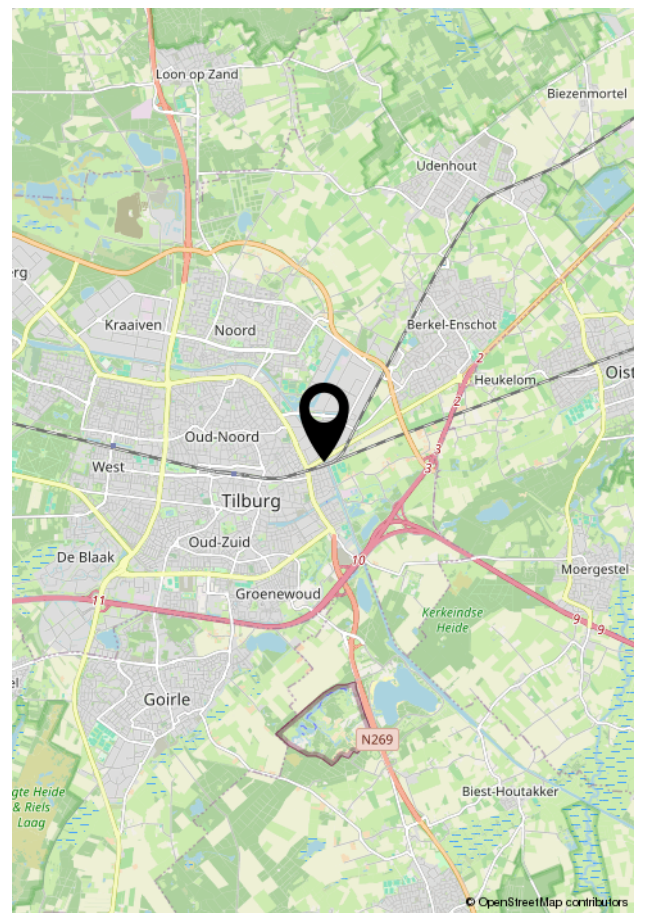 Loon op Zand
Biezenmortel
Udenhout
erg
Kraaiven
Noord
Berkel-Enschot
2
Heukelom
Oist
2
Oud-Noord
3
3
West
Tilburg
Oud-Zuid
De Blaak
10
Moergestel
11
Groenewoud
Kerkeindse
Heide
9
9
el
Goirle
N269
gte Heide
& Riels
Laag
Biest-Houtakker
© OpenStreetMap contributors